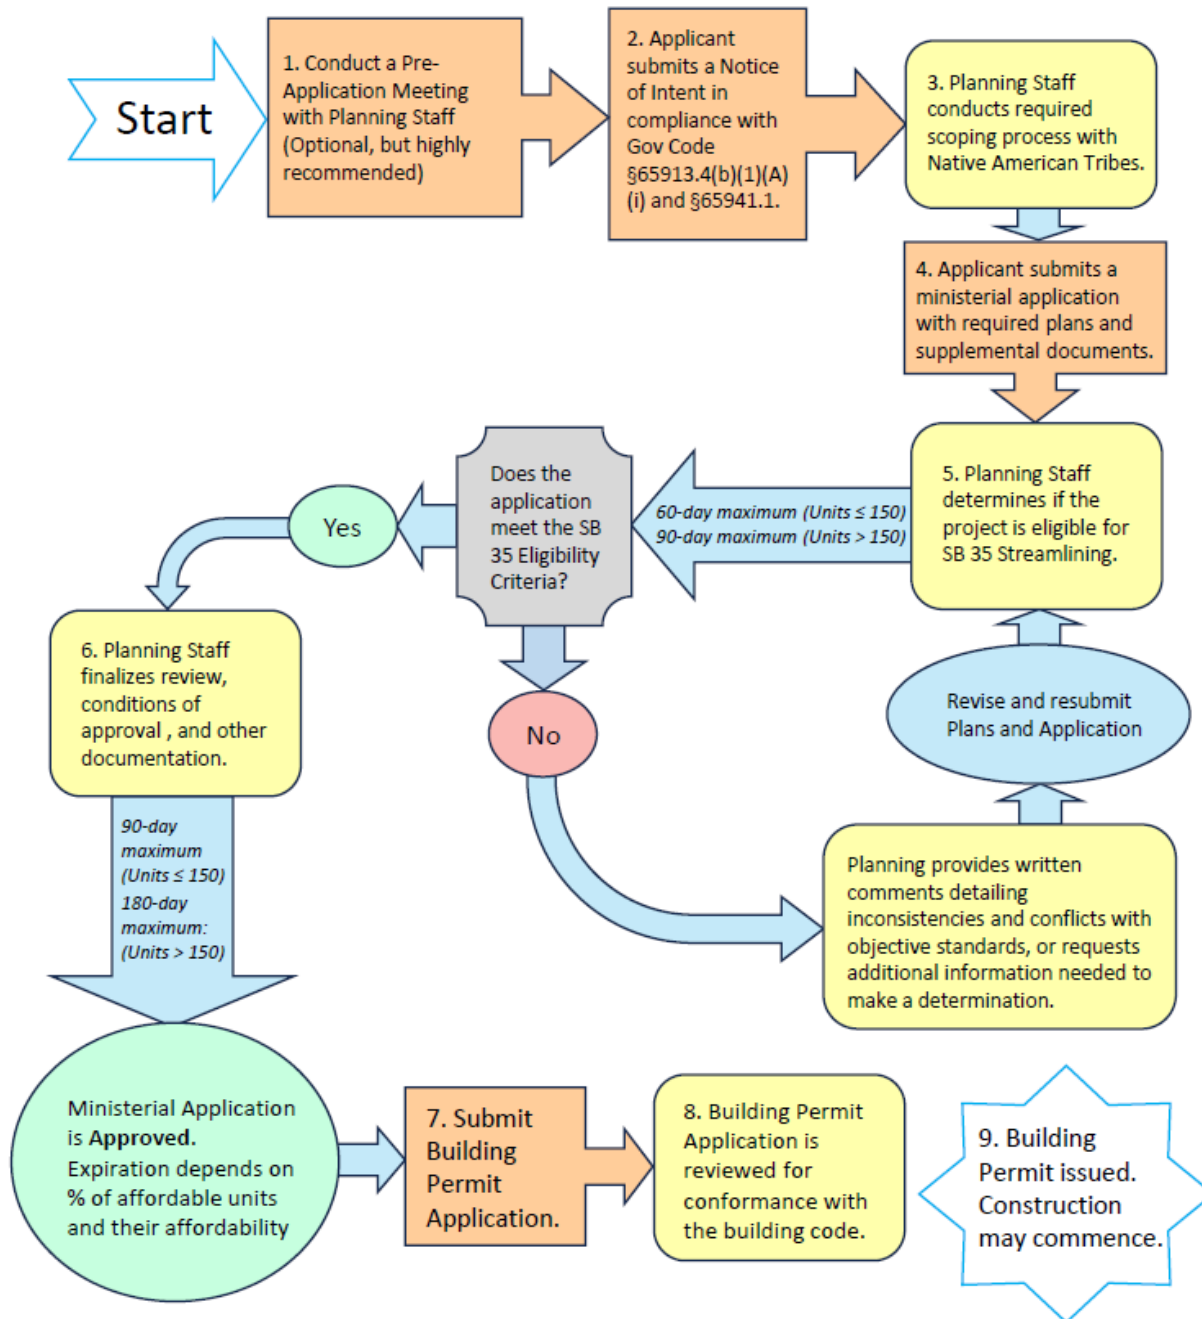 Start
1. Conduct a Pre-
Application Meeting
with Planning Staff
(Optional, but highly
recommended)
2. Applicant
submits a Notice
of Intent in
compliance with
Gov Code
§65913.4(b)(1)(A)
(i) and §65941.1.
3. Planning Staff
conducts required
scoping process with
Native American Tribes.
4. Applicant submits a
ministerial application
with required plans and
supplemental documents.
5. Planning Staff
determines if the
project is eligible for
SB 35 Streamlining.
60-day maximum (Units ≤ 150)
90-day maximum (Units > 150)
Does the
application
meet the SB
35 Eligibility
Criteria?
Yes
No
6. Planning Staff
finalizes review,
conditions of
approval , and other
documentation.
90-day
maximum
(Units ≤ 150)
180-day
maximum:
(Units > 150)
Revise and resubmit
Plans and Application
Planning provides written
comments detailing
inconsistencies and conflicts with
objective standards, or requests
additional information needed to
make a determination.
Ministerial Application
is Approved.
Expiration depends on
% of affordable units
and their affordability
7. Submit
Building
Permit
Application.
8. Building Permit
Application is
reviewed for
conformance with
the building code.
9. Building
Permit issued.
Construction
may commence.